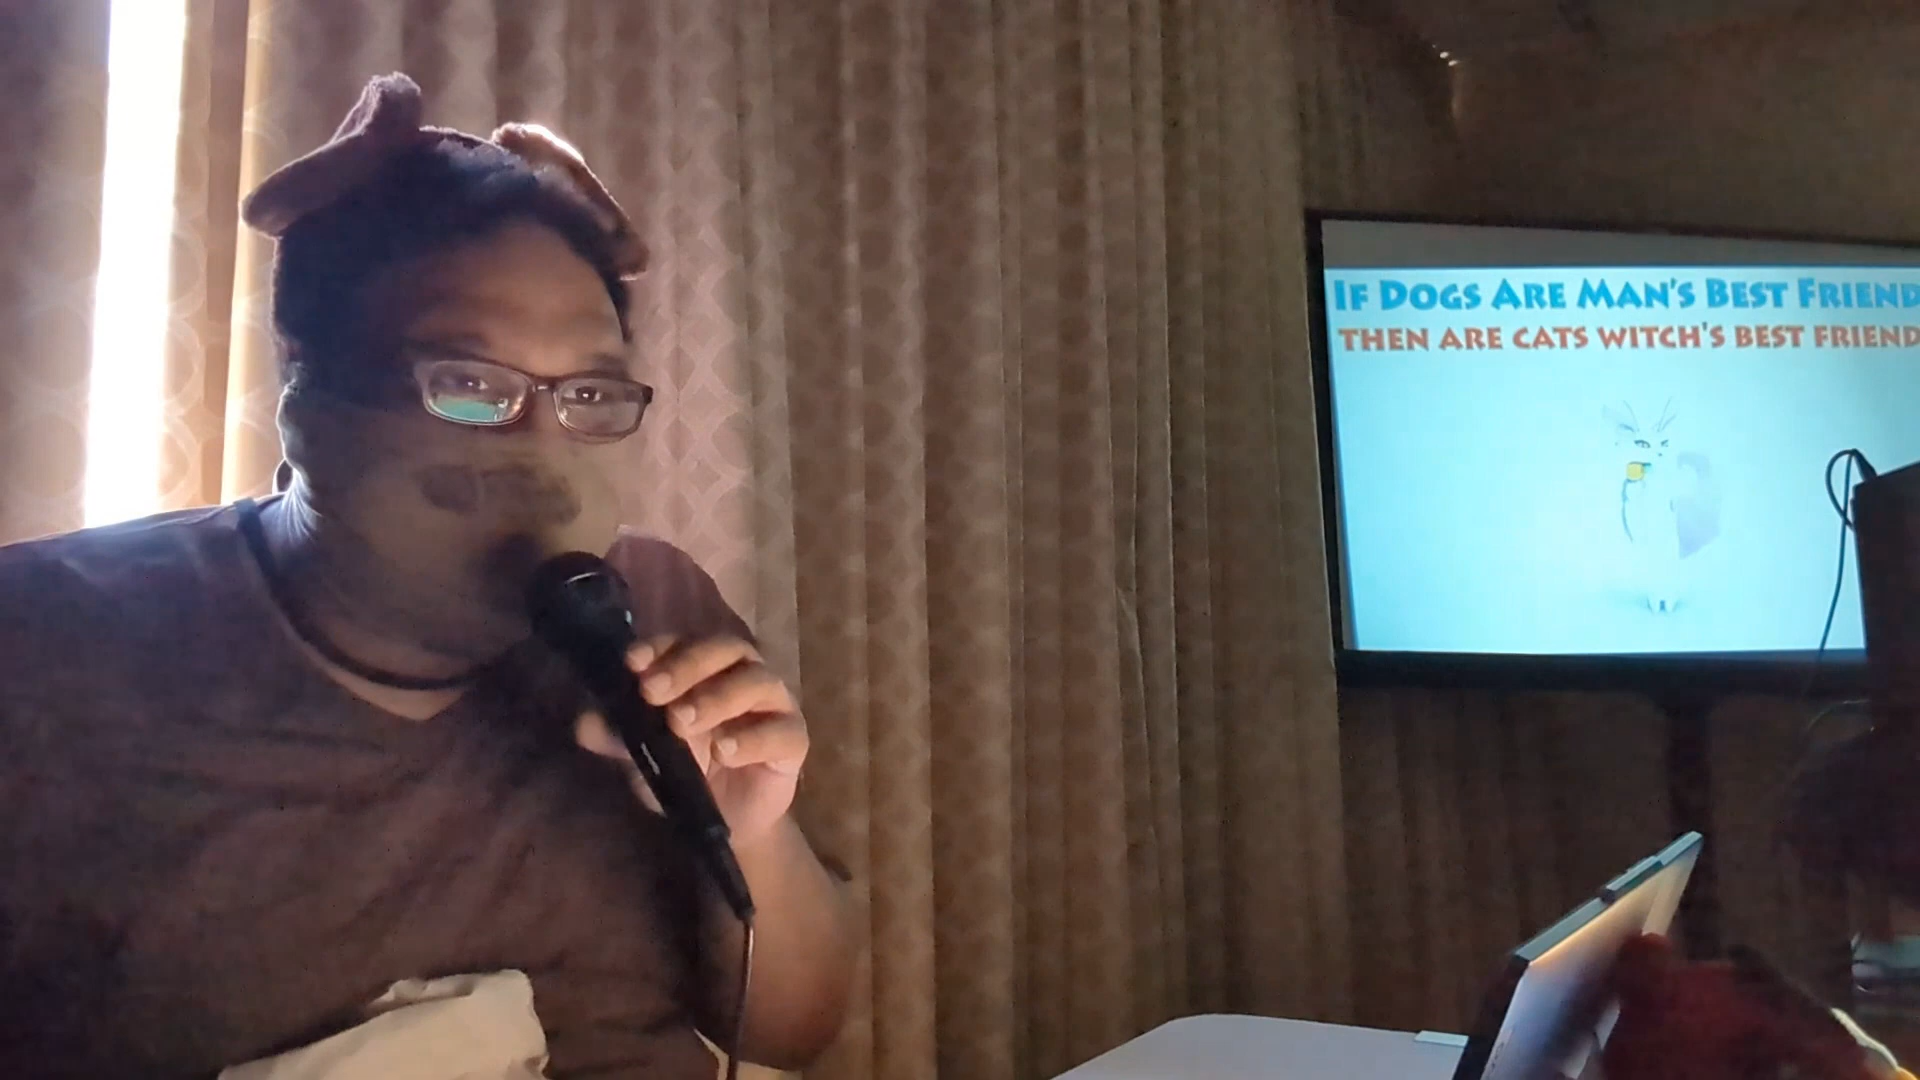 IF DOGS ARE MAN'S BEST FRIEND
THEN ARE CATS WITCH'S BEST FRIEND